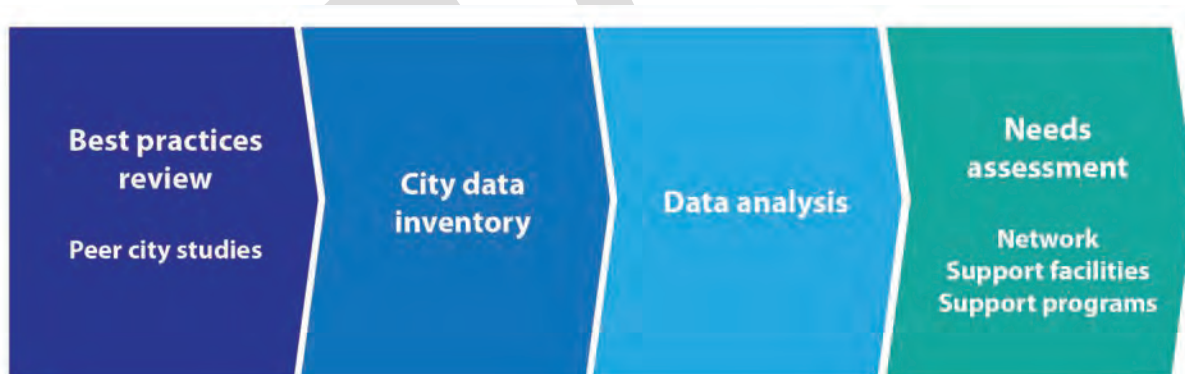 Best practices
review
Peer city studies
City data
inventory
Data analysis
Needs
assessment
Network
Support facilities
Support programs